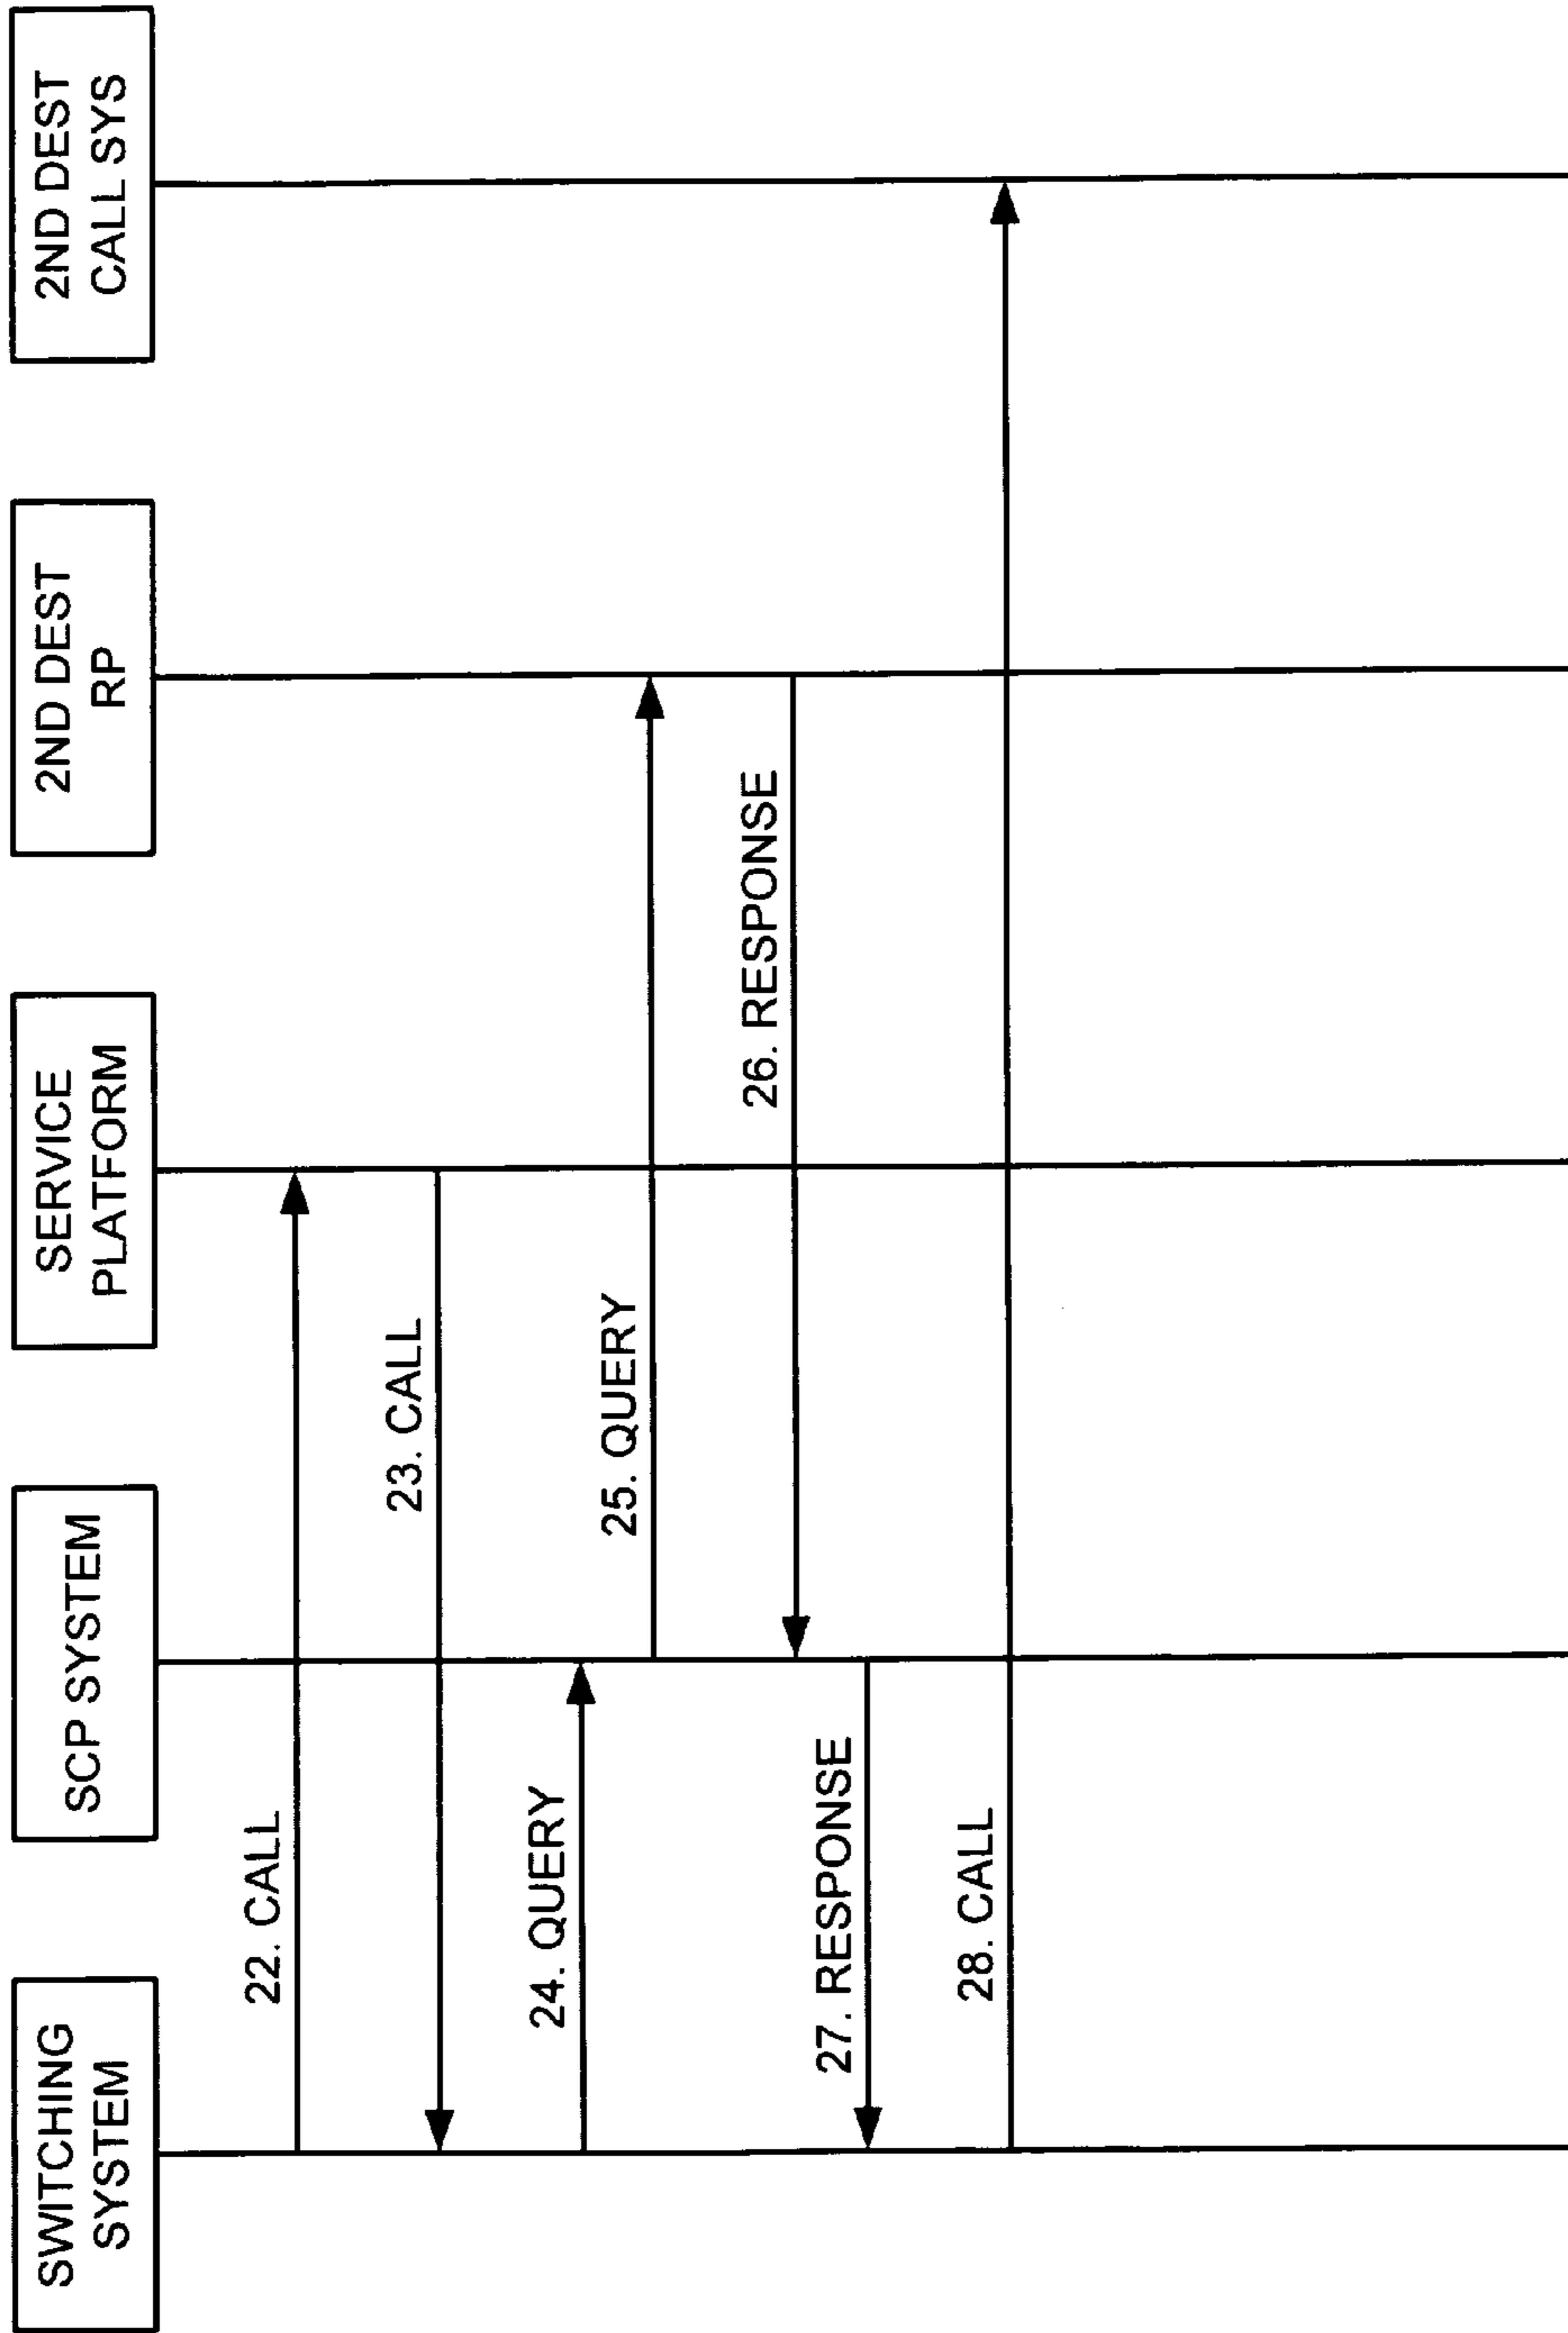 SWITCHING
SYSTEM
SCP SYSTEM
SERVICE
PLATFORM
2ND DEST
RP
2ND DEST
CALL SYS
22. CALL
23. CALL
24. QUERY
25. QUERY
26. RESPONSE
27. RESPONSE
28. CALL